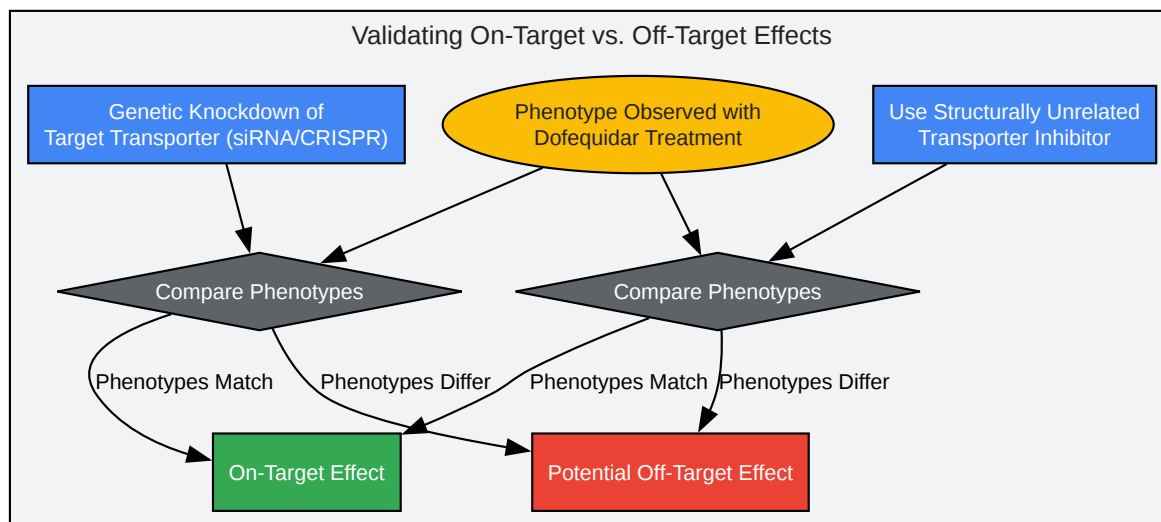 Validating On-Target vs. Off-Target Effects
Genetic Knockdown of
Target Transporter (siRNA/CRISPR)
Phenotype Observed with
Dofequidar Treatment
Use Structurally Unrelated
Transporter Inhibitor
Compare Phenotypes
Compare Phenotypes
Phenotypes Match
Phenotypes Differ
Phenotypes Match
Phenotypes Differ
On-Target Effect
Potential Off-Target Effect